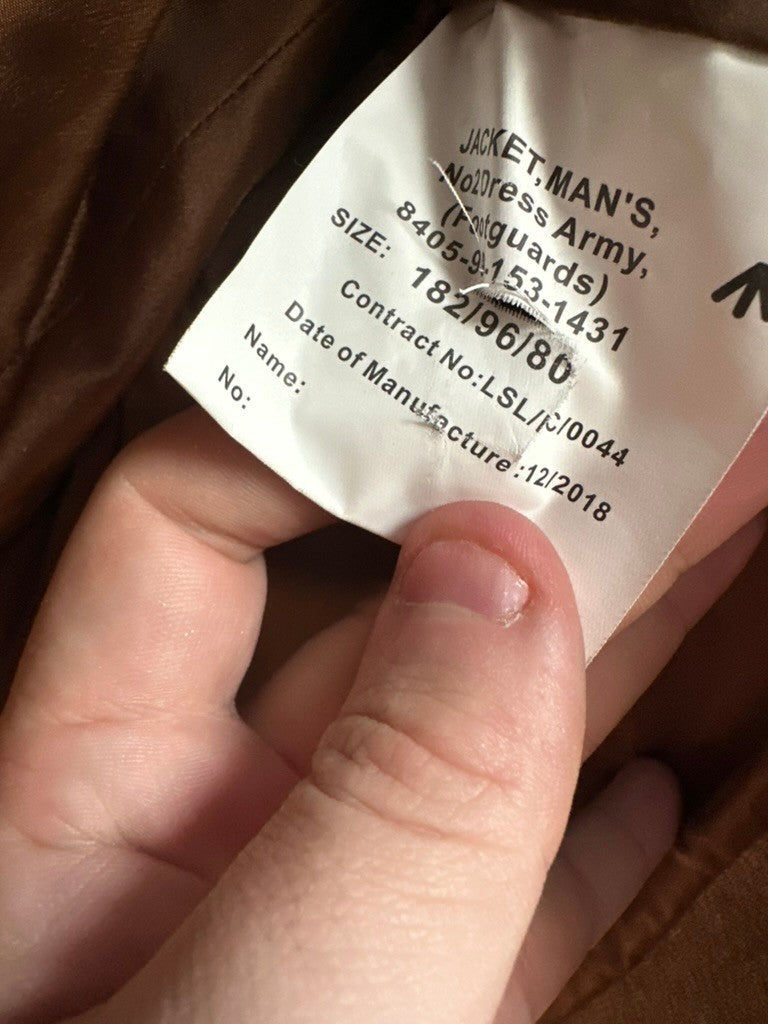 JACKET,MAN'S,
No2Dress Army,
(Footguards)
8405-99-153-1431
SIZE: 182/96/80
Contract No:LSL/P/0044
Date of Manufacture :12/2018
Name:
No: